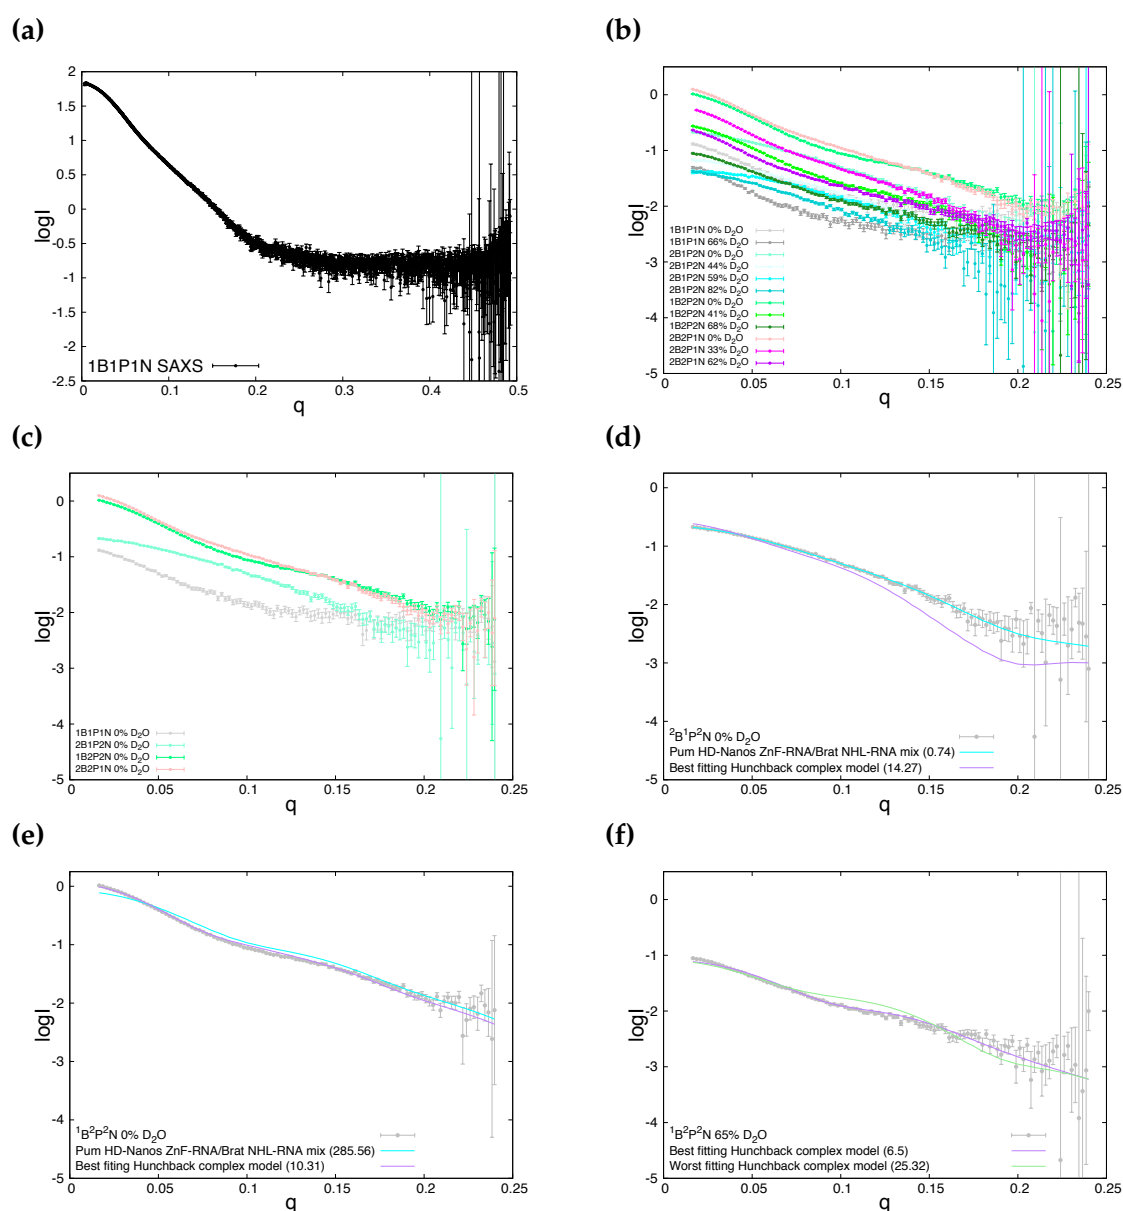 (a)
2
1.5
1
0.5
0
-0.5
-1
-1.5
-2
-2.5
logI
1B1P1N SAXS
0 0.1 0.2 0.3 0.4 0.5
q
(b)
0
-1
-2
-3
-4
-5
logI
1B1P1N 0% D2O
1B1P1N 66% D2O
2B1P2N 0% D2O
2B1P2N 44% D2O
2B1P1N 59% D2O
2B1P2N 82% D2O
1B2P2N 0% D2O
1B2P2N 41% D2O
1B2P2N 68% D2O
2B2P1N 0% D2O
2B2P1N 33% D2O
2B2P1N 62% D2O
0 0.05 0.1 0.15 0.2 0.25
q
(c)
0
-1
-2
-3
-4
-5
logI
1B1P1N 0% D2O
2B1P2N 0% D2O
1B2P2N 0% D2O
2B2P1N 0% D2O
0 0.05 0.1 0.15 0.2 0.25
q
(d)
0
-1
-2
-3
-4
-5
logI
2B1P2N 0% D2O
Pum HD-Nanos ZnF-RNA/Brat NHL-RNA mix (0.74)
Best fitting Hunchback complex model (14.27)
0 0.05 0.1 0.15 0.2 0.25
q
(e)
0
-1
-2
-3
-4
-5
logI
1B2P2N 0% D2O
Pum HD-Nanos ZnF-RNA/Brat NHL-RNA mix (285.56)
Best fiting Hunchback complex model (10.31)
0 0.05 0.1 0.15 0.2 0.25
q
(f)
0
-1
-2
-3
-4
-5
logI
1B2P2N 65% D2O
Best fitting Hunchback complex model (6.5)
Worst fitting Hunchback complex model (25.32)
0 0.05 0.1 0.15 0.2 0.25
q